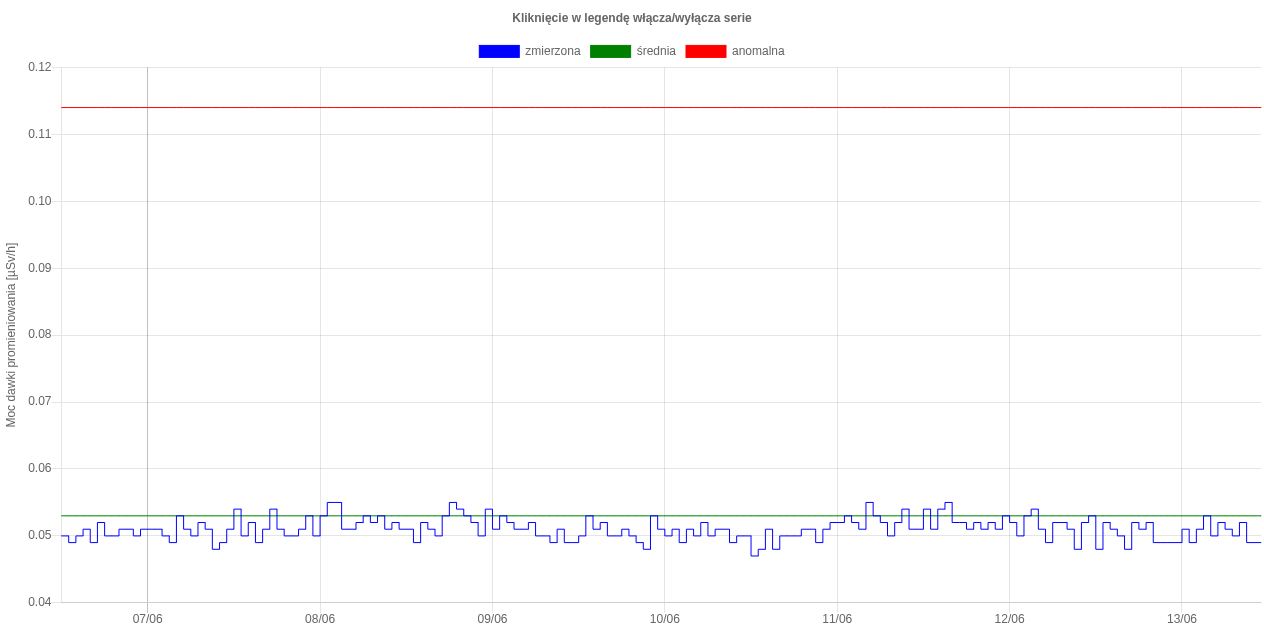 Kliknięcie w legendę włącza/wyłącza serie
zmierzona średnia anomalna
0.12
0.11
0.10
0.09
0.08
0.07
0.06
0.05
0.04
Moc dawki promieniowania [µSv/h]
07/06 08/06 09/06 10/06 11/06 12/06 13/06